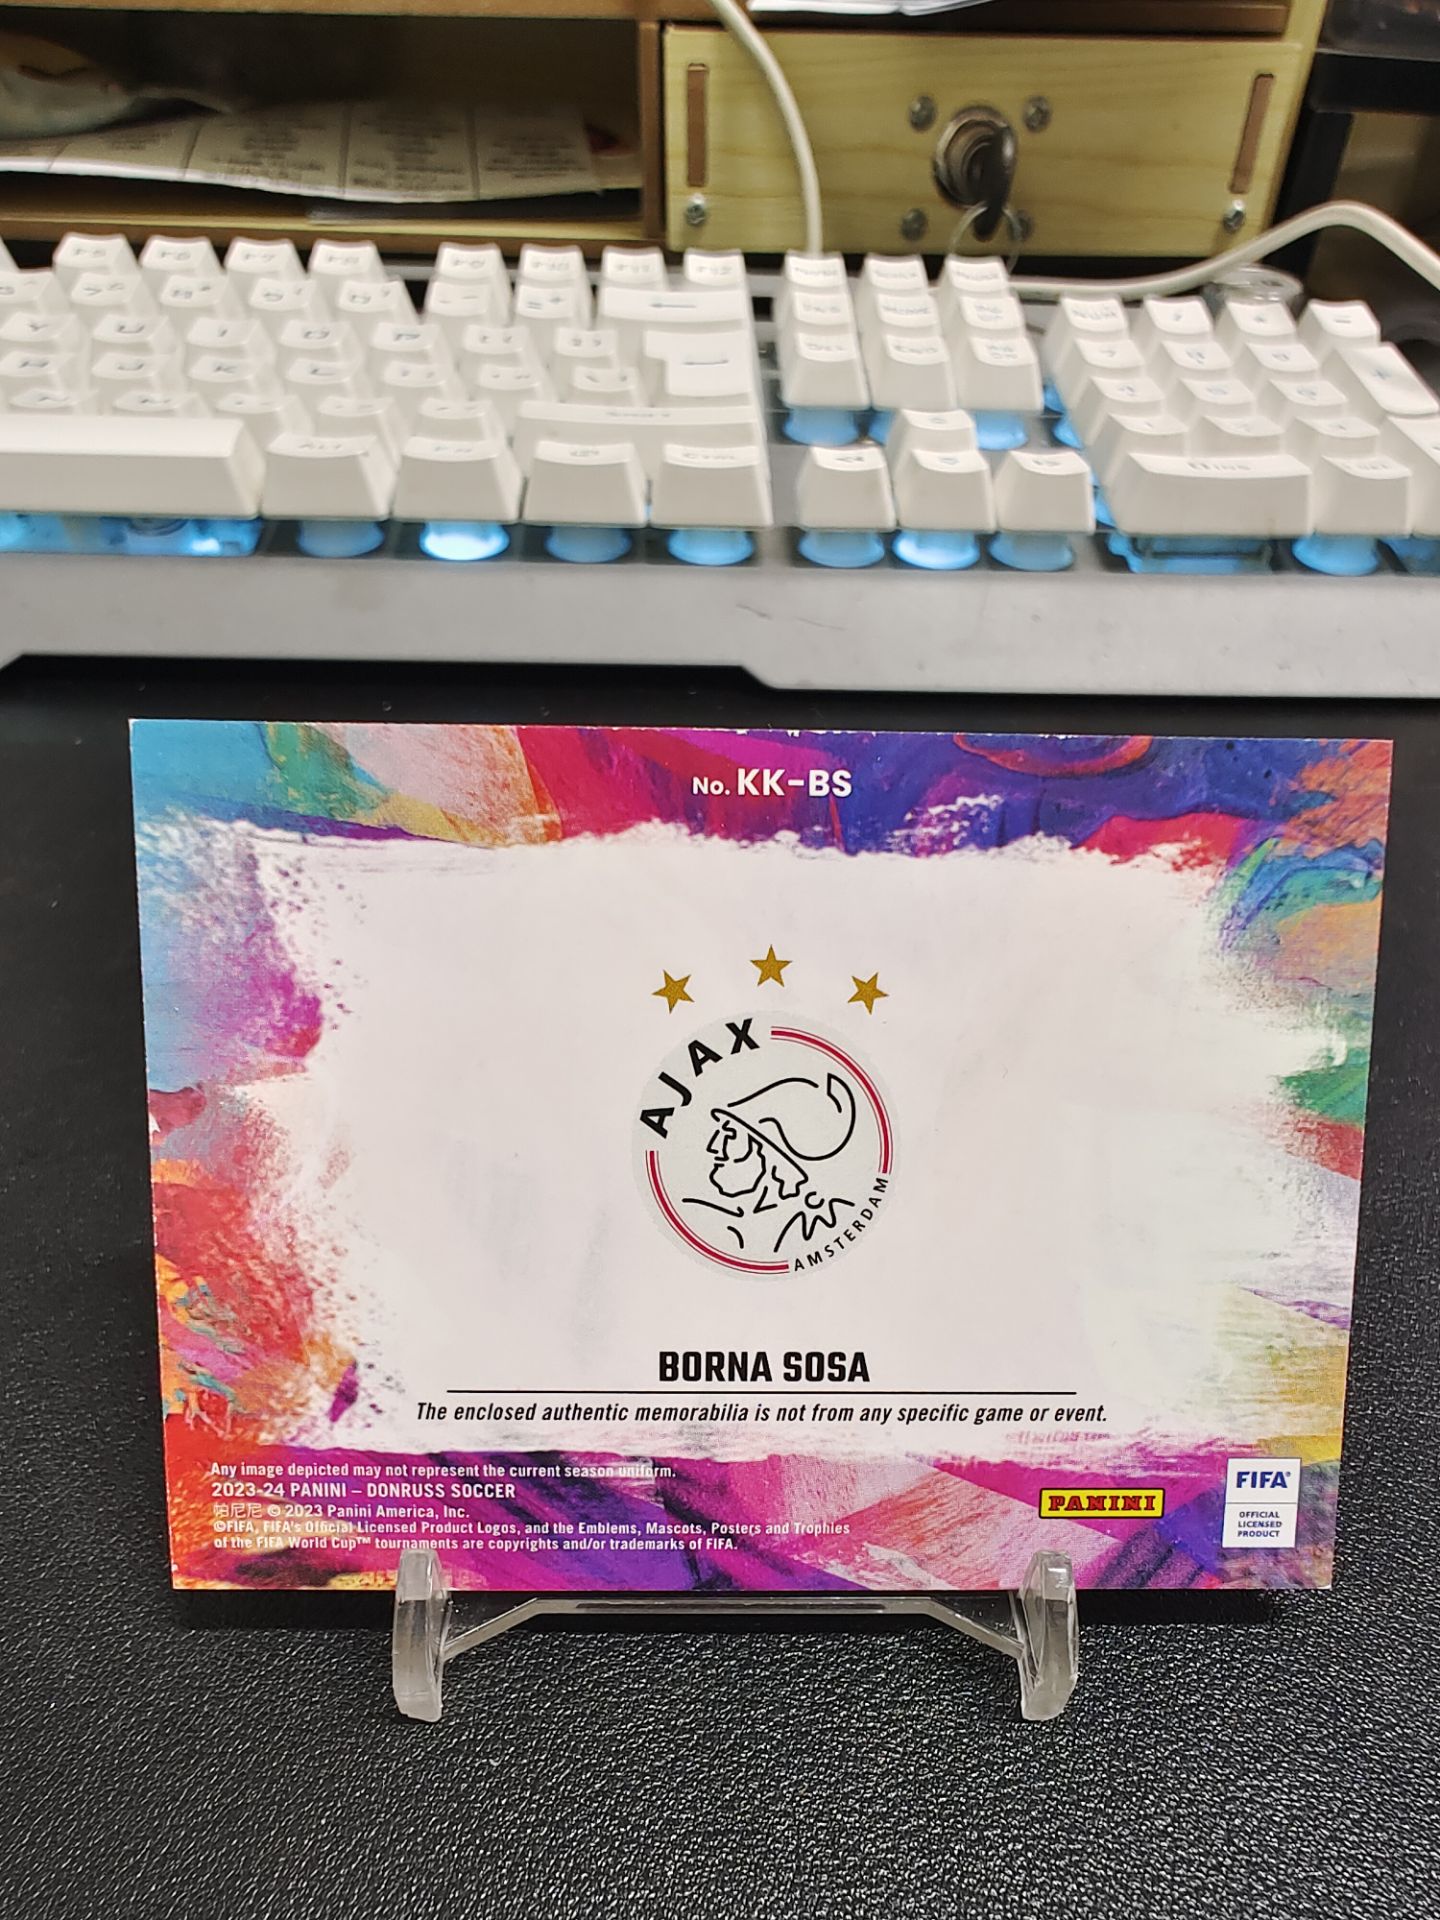 No. KK-BS
AJAX
AMSTERDAM
BORNA SOSA
The enclosed authentic memorabilia is not from any specific game or event.
Any image depicted may not represent the current season uniform.
2023-24 PANINI – DONRUSS SOCCER
帕尼尼 © 2023 Panini America, Inc.
©FIFA, FIFA's Official Licensed Product Logos, and the Emblems, Mascots, Posters and Trophies
of the FIFA World Cup™ tournaments are copyrights and/or trademarks of FIFA.
PANINI
FIFA®
OFFICIAL
LICENSED
PRODUCT